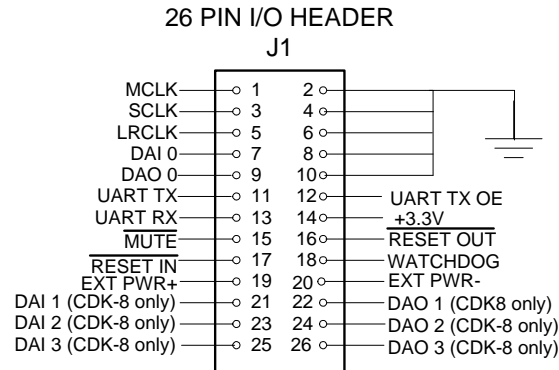 26 PIN I/O HEADER
J1
MCLK 1 2
SCLK 3 4
LRCLK 5 6
DAI 0 7 8
DAO 0 9 10
UART TX 11 12 UART TX OE
UART RX 13 14 +3.3V
MUTE 15 16 RESET OUT
RESET IN 17 18 WATCHDOG
EXT PWR+ 19 20 EXT PWR-
DAI 1 (CDK-8 only) 21 22 DAO 1 (CDK8 only)
DAI 2 (CDK-8 only) 23 24 DAO 2 (CDK-8 only)
DAI 3 (CDK-8 only) 25 26 DAO 3 (CDK-8 only)